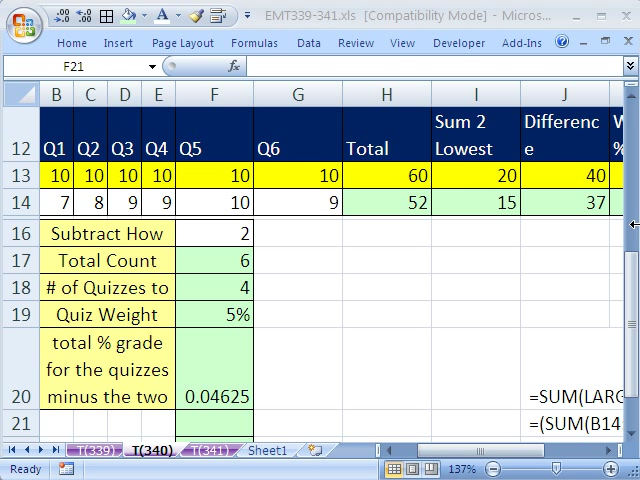 EMT339-341.xls [Compatibility Mode] - Micros...
Home Insert Page Layout Formulas Data Review View Developer Add-Ins
F21 fx
B C D E F G H I J
12 Q1 Q2 Q3 Q4 Q5 Q6 Total Sum 2 Lowest Differenc e W %
13 10 10 10 10 10 10 60 20 40
14 7 8 9 9 10 9 52 15 37
16 Subtract How 2
17 Total Count 6
18 # of Quizzes to 4
19 Quiz Weight 5%
total % grade
for the quizzes
20 minus the two 0.04625 =SUM(LARG
21 =(SUM(B14:
T(339) T(340) T(341) Sheet1
Ready 137%